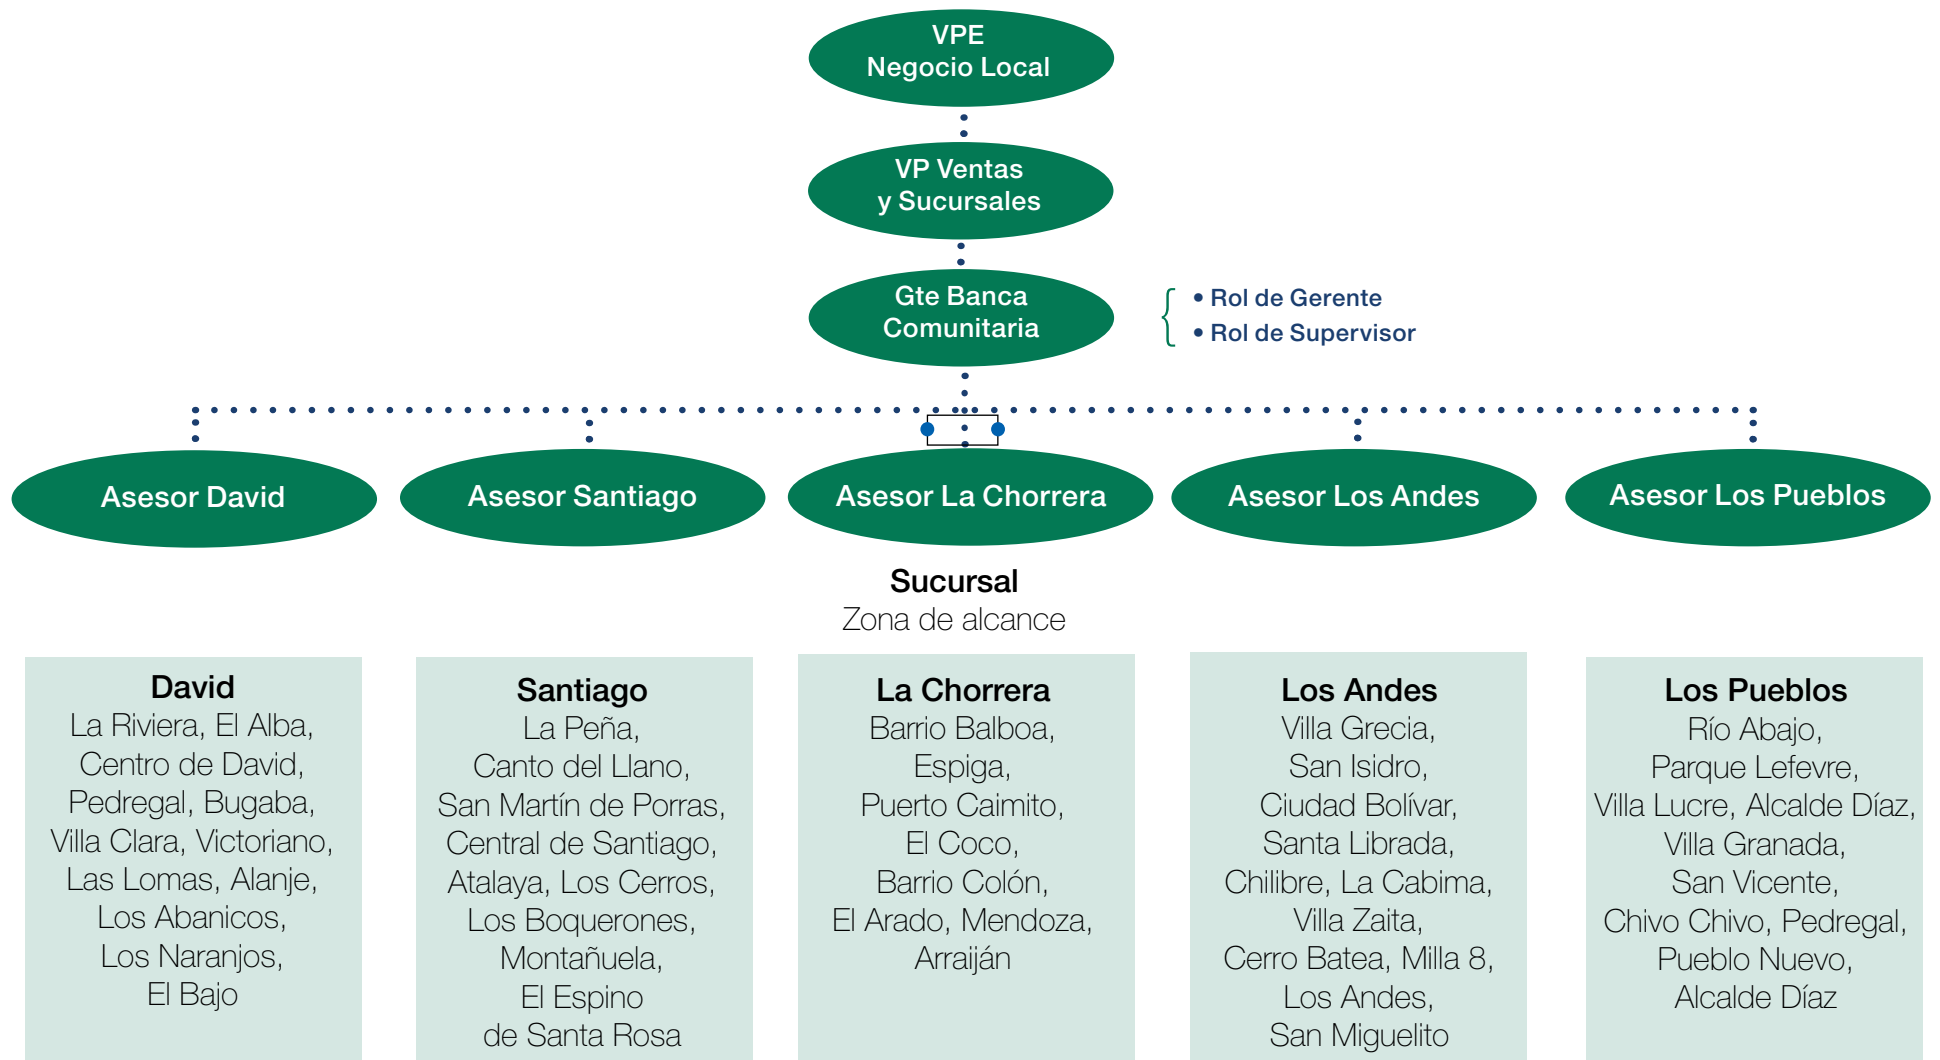 VPE
Negocio Local
VP Ventas
y Sucursales
Gte Banca
Comunitaria
• Rol de Gerente
• Rol de Supervisor
Asesor David
Asesor Santiago
Asesor La Chorrera
Asesor Los Andes
Asesor Los Pueblos
Sucursal
Zona de alcance
David
La Riviera, El Alba,
Centro de David,
Pedregal, Bugaba,
Villa Clara, Victoriano,
Las Lomas, Alanje,
Los Abanicos,
Los Naranjos,
El Bajo
Santiago
La Peña,
Canto del Llano,
San Martín de Porras,
Central de Santiago,
Atalaya, Los Cerros,
Los Boquerones,
Montañuela,
El Espino
de Santa Rosa
La Chorrera
Barrio Balboa,
Espiga,
Puerto Caimito,
El Coco,
Barrio Colón,
El Arado, Mendoza,
Arraiján
Los Andes
Villa Grecia,
San Isidro,
Ciudad Bolívar,
Santa Librada,
Chilibre, La Cabima,
Villa Zaita,
Cerro Batea, Milla 8,
Los Andes,
San Miguelito
Los Pueblos
Río Abajo,
Parque Lefevre,
Villa Lucre, Alcalde Díaz,
Villa Granada,
San Vicente,
Chivo Chivo, Pedregal,
Pueblo Nuevo,
Alcalde Díaz